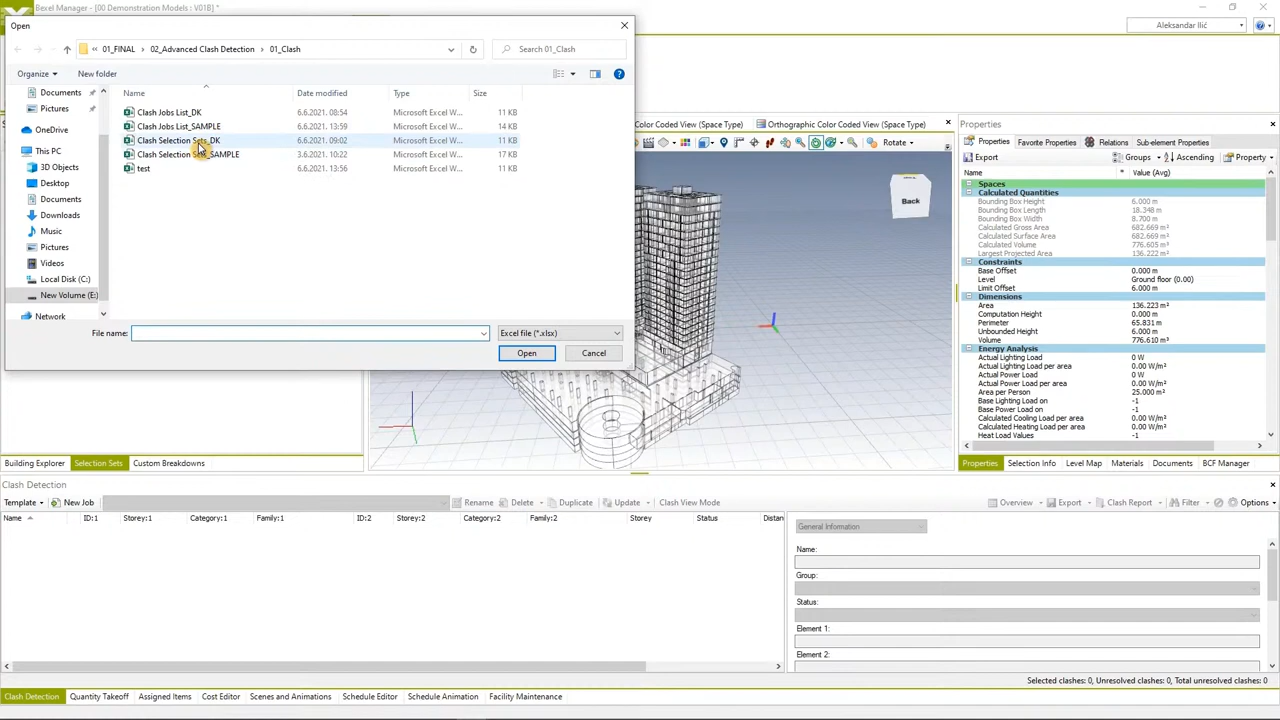 Bexel Manager - [00 Demonstration Models : V01B]
Open
Aleksandar Ilić
01_FINAL > 02_Advanced Clash Detection > 01_Clash
Search 01_Clash
Organize
New folder
Documents
Pictures
OneDrive
This PC
3D Objects
Desktop
Documents
Downloads
Music
Pictures
Videos
Local Disk (C:)
New Volume (E:)
Network
Name Date modified Type Size
Clash Jobs List_DK 6.6.2021. 08:54 Microsoft Excel W... 11 KB
Clash Jobs List_SAMPLE 6.6.2021. 13:59 Microsoft Excel W... 14 KB
Clash Selection DK 6.6.2021. 09:02 Microsoft Excel W... 11 KB
Clash Selection SAMPLE 3.6.2021. 10:22 Microsoft Excel W... 17 KB
test 6.6.2021. 13:56 Microsoft Excel W... 11 KB
File name:
Excel file (*.xlsx)
Open Cancel
Color Coded View (Space Type) Orthographic Color Coded View (Space Type)
Rotate
Back
Properties
Properties Favorite Properties Relations Sub-element Properties
Export Groups Ascending Property
Name * Value (Avg)
Spaces
Calculated Quantities
Bounding Box Height 6.000 m
Bounding Box Length 18.348 m
Bounding Box Width 8.700 m
Calculated Gross Area 682.669 m²
Calculated Surface Area 682.669 m²
Calculated Volume 776.605 m³
Largest Projected Area 136.222 m²
Constraints
Base Offset 0.000 m
Level Ground floor (0.00)
Limit Offset 6.000 m
Dimensions
Area 136.223 m²
Computation Height 0.000 m
Perimeter 65.831 m
Unbounded Height 6.000 m
Volume 776.610 m³
Energy Analysis
Actual Lighting Load 0 W
Actual Lighting Load per area 0.00 W/m²
Actual Power Load 0 W
Actual Power Load per area 0.00 W/m²
Area per Person 25.000 m²
Base Lighting Load on -1
Base Power Load on -1
Calculated Cooling Load per area 0.00 W/m²
Calculated Heating Load per area 0.00 W/m²
Heat Load Values -1
Building Explorer Selection Sets Custom Breakdowns
Properties Selection Info Level Map Materials Documents BCF Manager
Clash Detection
Template New Job Rename Delete Duplicate Update Clash View Mode Overview Export Clash Report Filter Options
Name ID:1 Storey:1 Category:1 Family:1 ID:2 Storey:2 Category:2 Family:2 Storey Status Distan
General Information
Name:
Group:
Status:
Element 1:
Element 2:
Selected clashes: 0, Unresolved clashes: 0, Total unresolved clashes: 0
Clash Detection Quantity Takeoff Assigned Items Cost Editor Scenes and Animations Schedule Editor Schedule Animation Facility Maintenance